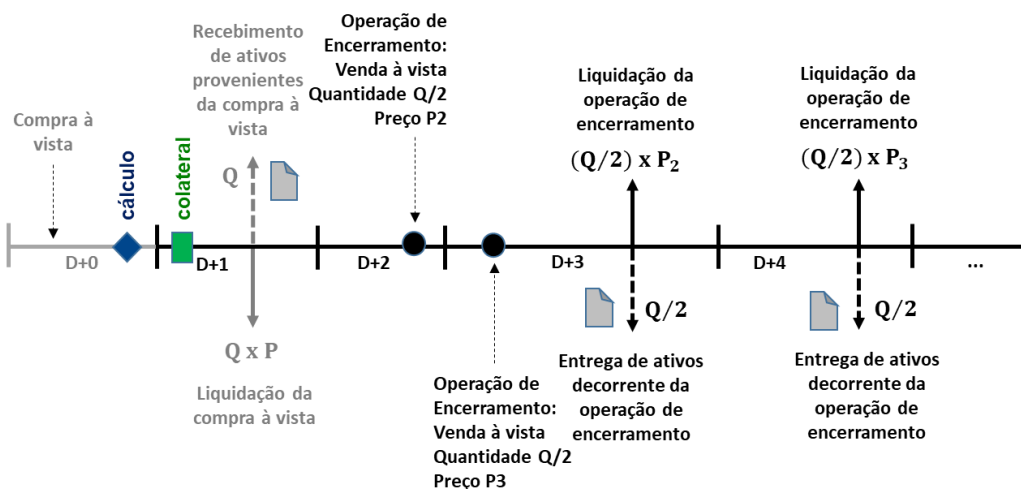 Compra à
vista
cálculo
colateral
Recebimento
de ativos
provenientes
da compra à
vista
Q
Operação de
Encerramento:
Venda à vista
Quantidade Q/2
Preço P2
Liquidação da
operação de
encerramento
(Q/2) x P₂
Liquidação da
operação de
encerramento
(Q/2) x P₃
D+0
D+1
D+2
D+3
D+4
...
Q x P
Liquidação da
compra à vista
Operação de
Encerramento:
Venda à vista
Quantidade Q/2
Preço P3
Q/2
Entrega de ativos
decorrente da
operação de
encerramento
Q/2
Entrega de ativos
decorrente da
operação de
encerramento